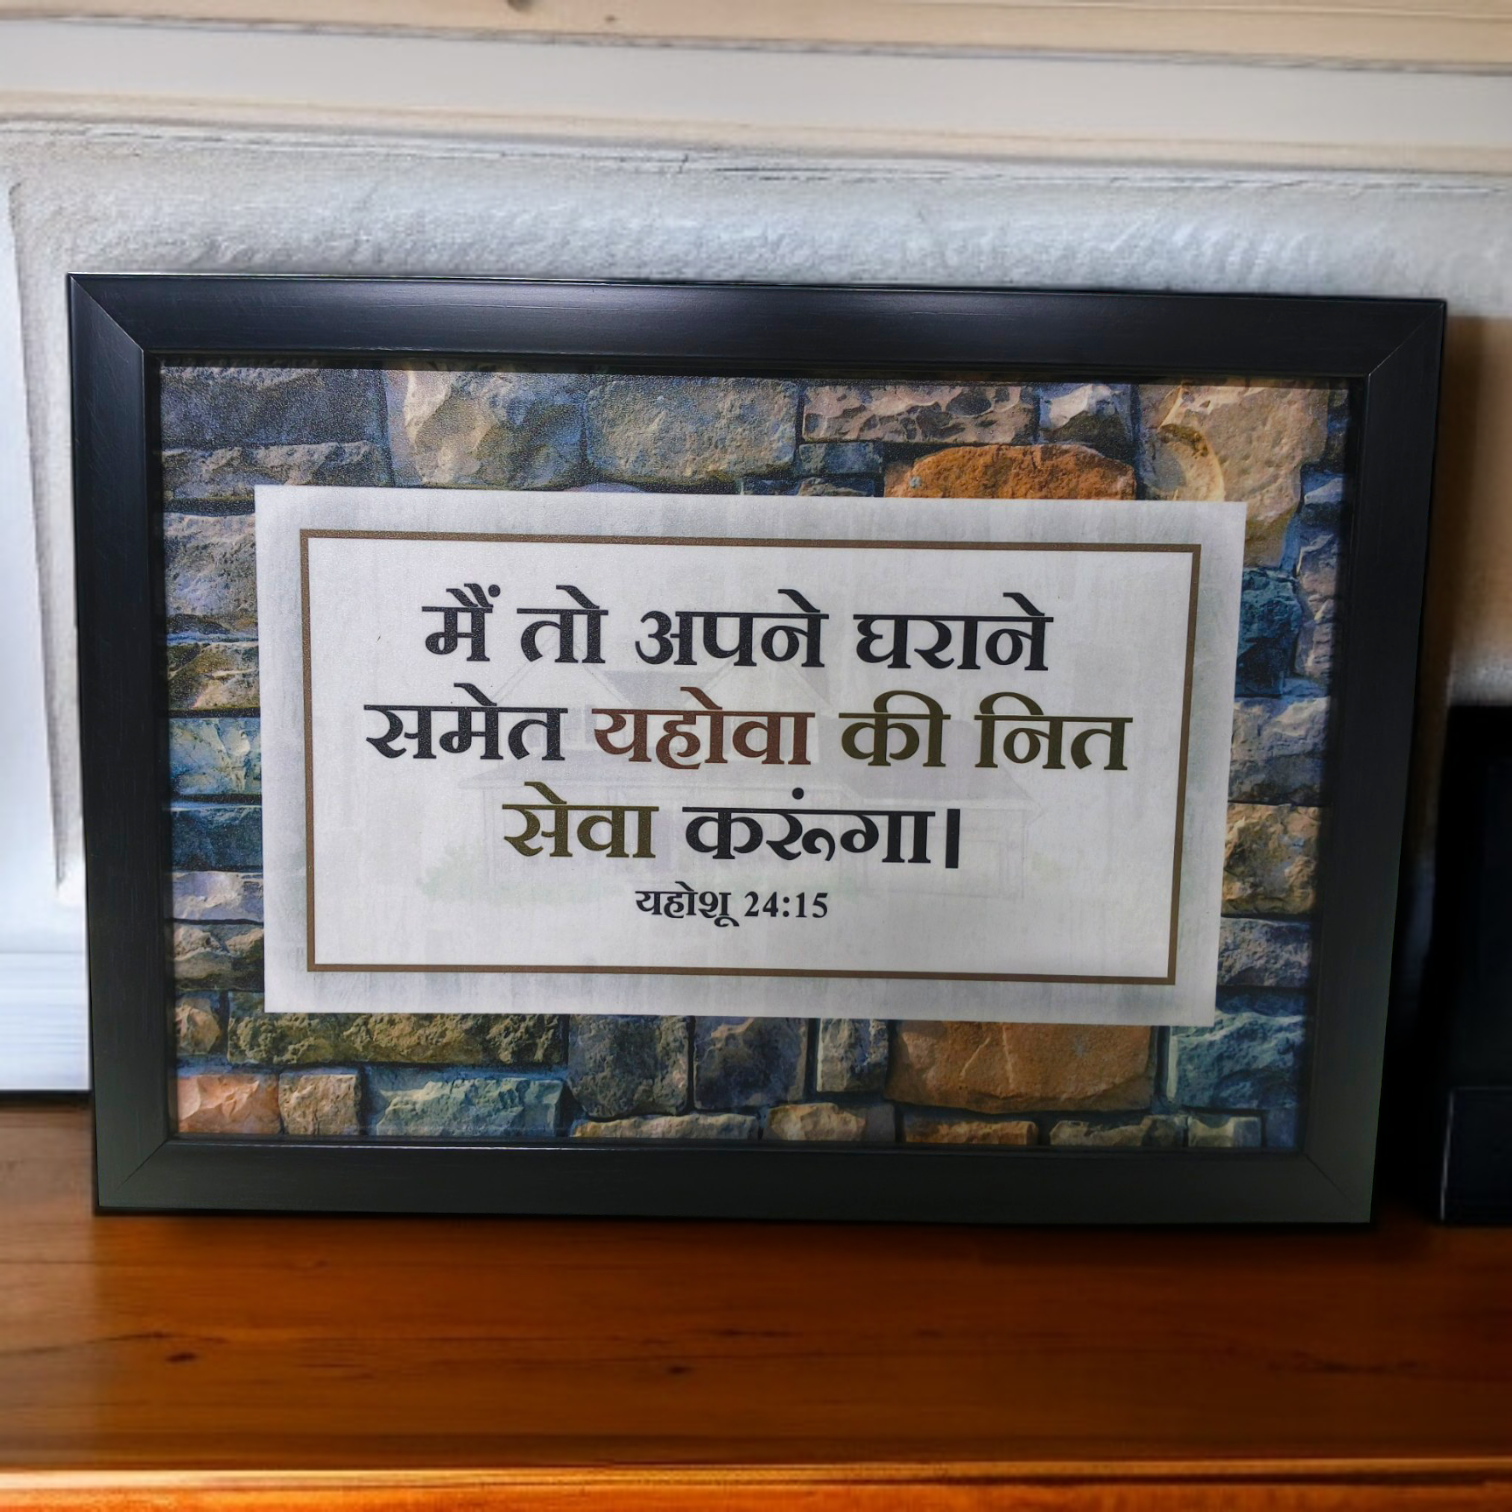 मैं तो अपने घराने
समेत यहोवा की नित
सेवा करूंगा।
यहोशू 24:15